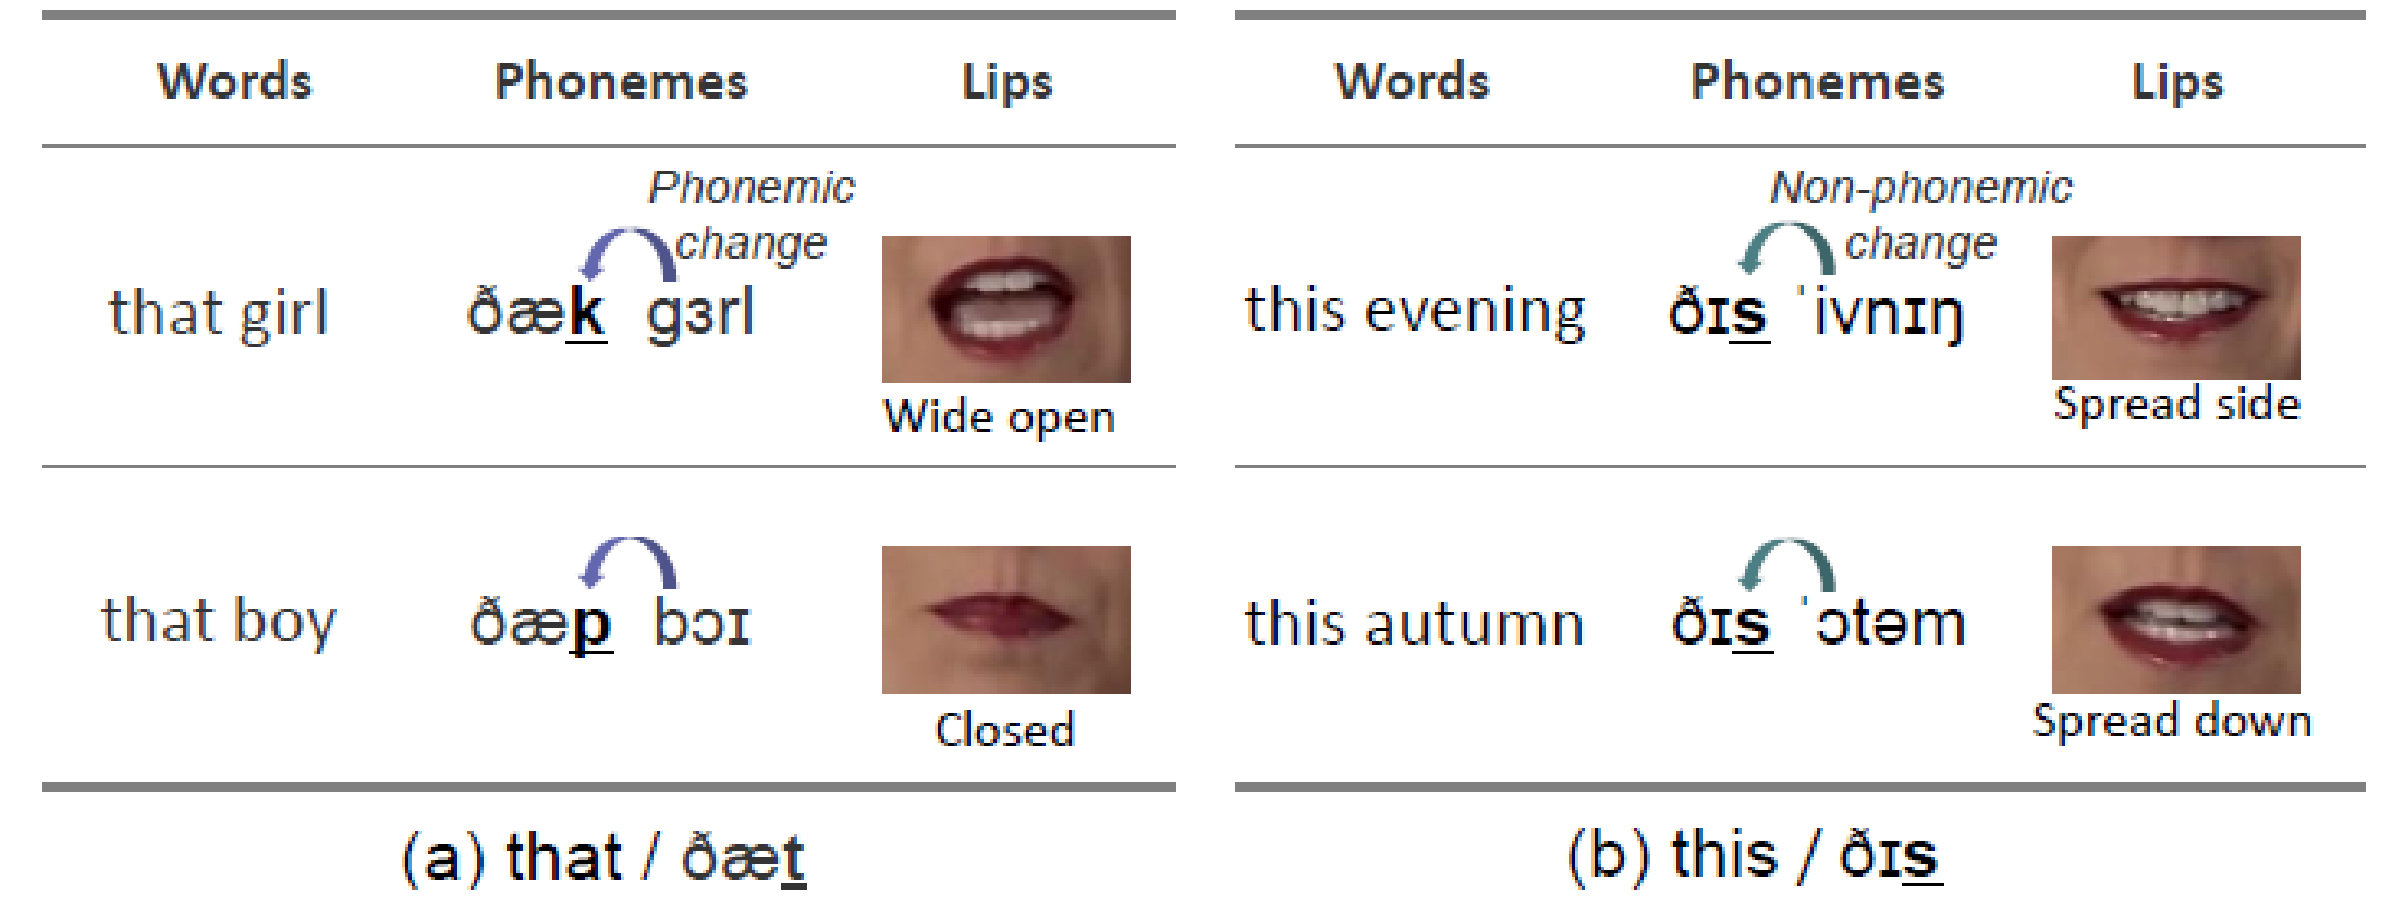 Words Phonemes Lips
Phonemic
change
that girl ðæk gɜrl
Wide open
that boy ðæp bɔɪ
Closed
(a) that / ðæt
Words Phonemes Lips
Non-phonemic
change
this evening ðɪs ˈivnɪŋ
Spread side
this autumn ðɪs ˈɔtəm
Spread down
(b) this / ðɪs